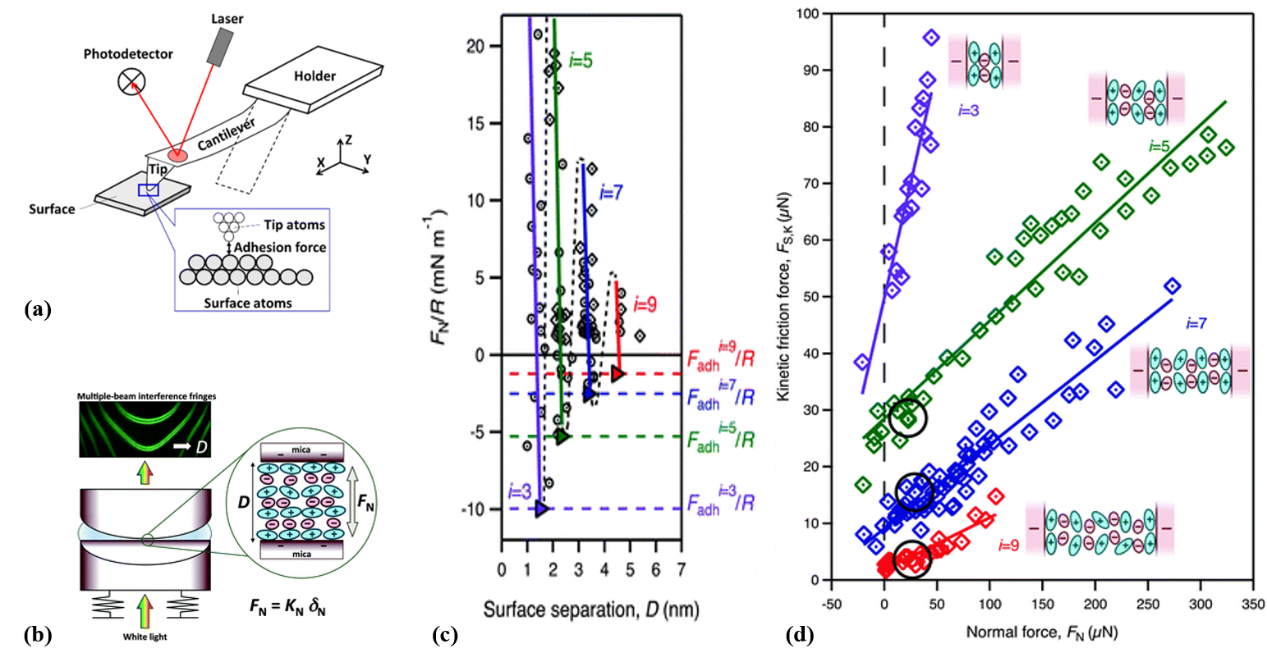 (a)
Laser
Photodetector
Holder
Cantilever
Tip
Z
X
Y
Surface
Tip atoms
Adhesion force
Surface atoms
(b)
Multiple-beam interference fringes
D
mica
D
F_N
mica
F_N = K_N δ_N
White light
(c)
F_N/R (mN m⁻¹)
20
15
10
5
0
-5
-10
i=5
i=7
i=9
i=3
F_adh^{i=9}/R
F_adh^{i=7}/R
F_adh^{i=5}/R
F_adh^{i=3}/R
0 1 2 3 4 5 6 7
Surface separation, D (nm)
(d)
Kinetic friction force, F_{S,K} (µN)
100
90
80
70
60
50
40
30
20
10
0
i=3
i=5
i=7
i=9
-50 0 50 100 150 200 250 300 350
Normal force, F_N (µN)